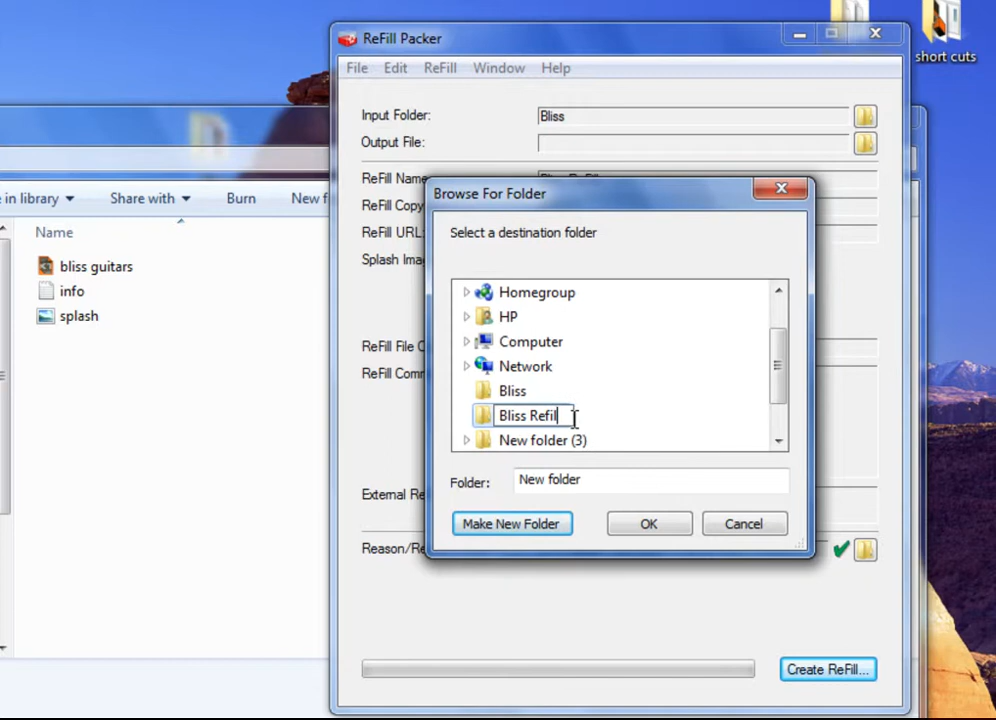 short cuts
ReFill Packer
File Edit ReFill Window Help
Input Folder: Bliss
Output File:
ReFill Name
ReFill Copy
ReFill URL:
Splash Ima
ReFill File
ReFill Com
External Re
Reason/Re
Create ReFill...
Browse For Folder
Select a destination folder
Homegroup
HP
Computer
Network
Bliss
Bliss Refil
New folder (3)
Folder: New folder
Make New Folder OK Cancel
e in library Share with Burn New f
Name
bliss guitars
info
splash